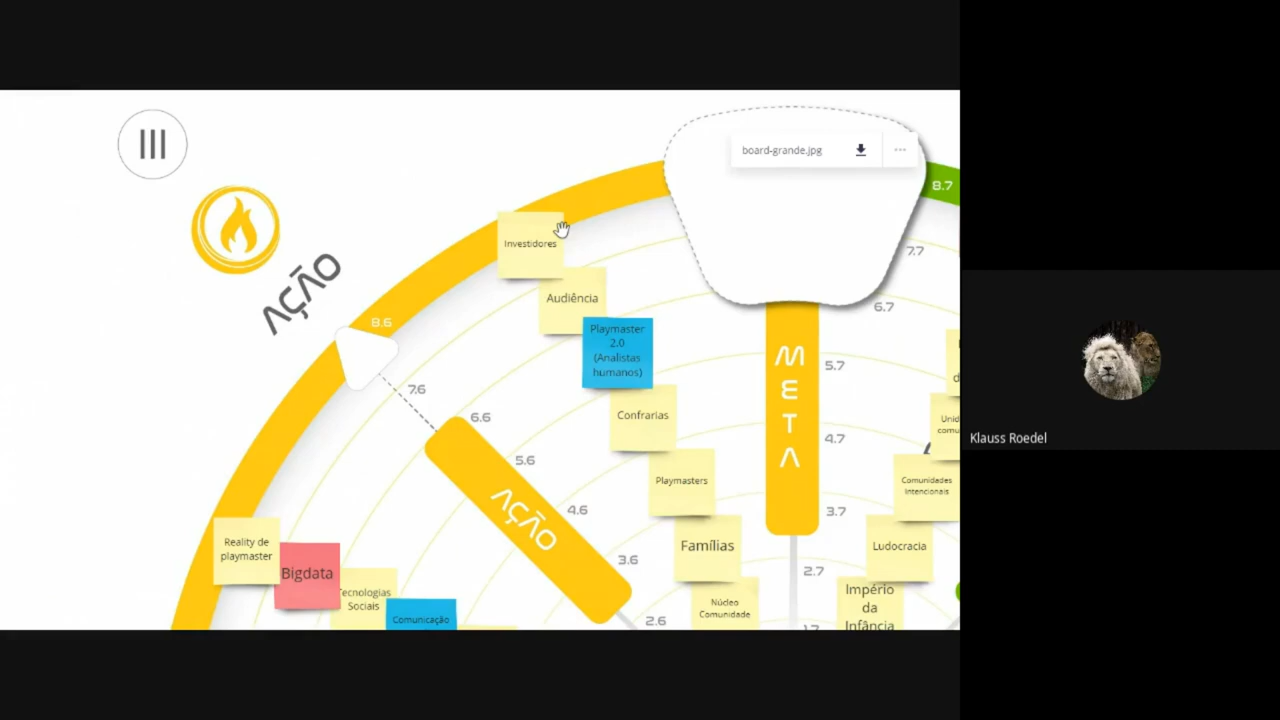 board-grande.jpg
8.7
Investidores
AÇÃO
7.7
Audiência
6.7
8.6
Playmaster
2.0
(Analistas
humanos)
META
5.7
7.6
6.6
Confrarias
4.7
5.6
Playmasters
Comunidades
Intencionais
4.6
3.7
AÇÃO
Famílias
Ludocracia
3.6
2.7
Reality de
playmaster
Bigdata
Tecnologias
Sociais
Núcleo
Comunidade
Império
da
Infância
Comunicação
2.6
Klauss Roedel